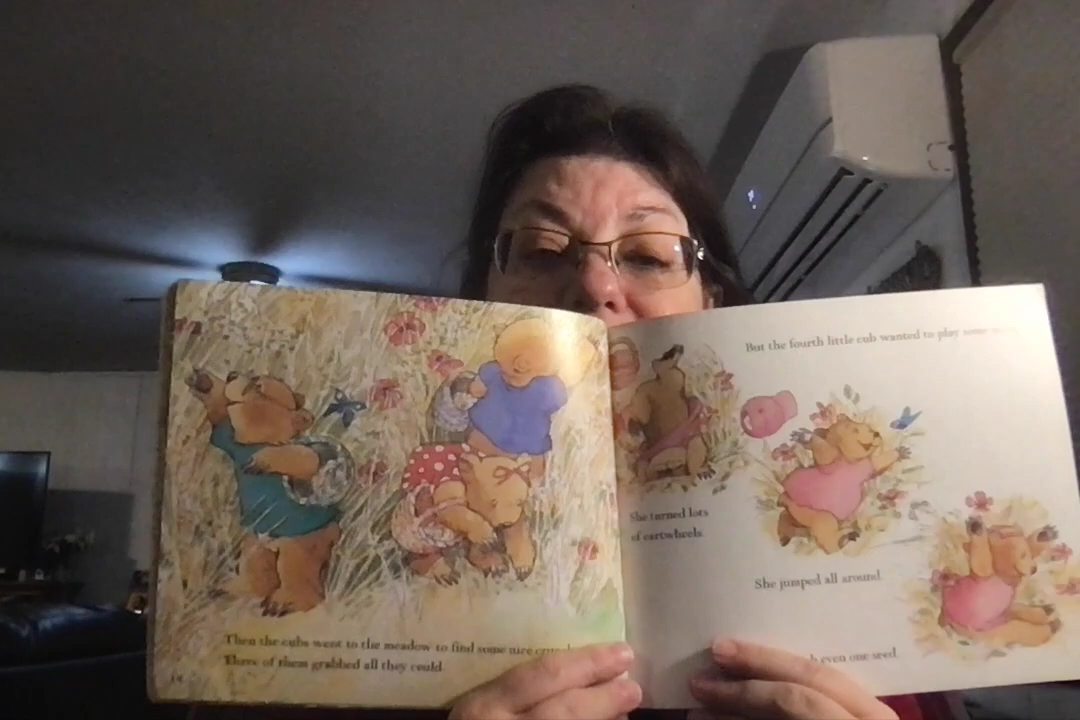 Then the cubs went to the meadow to find some nice
Three of them grabbed all they could.
14
But the fourth little cub wanted to play some
She turned lots
of cartwheels.
She jumped all around.
even one seed.